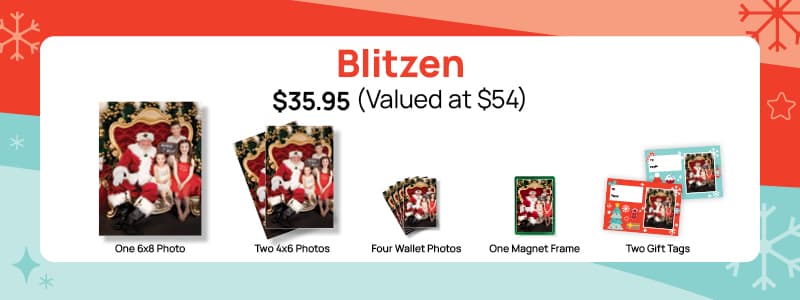 Blitzen
$35.95 (Valued at $54)
One 6x8 Photo
Two 4x6 Photos
Four Wallet Photos
One Magnet Frame
Two Gift Tags